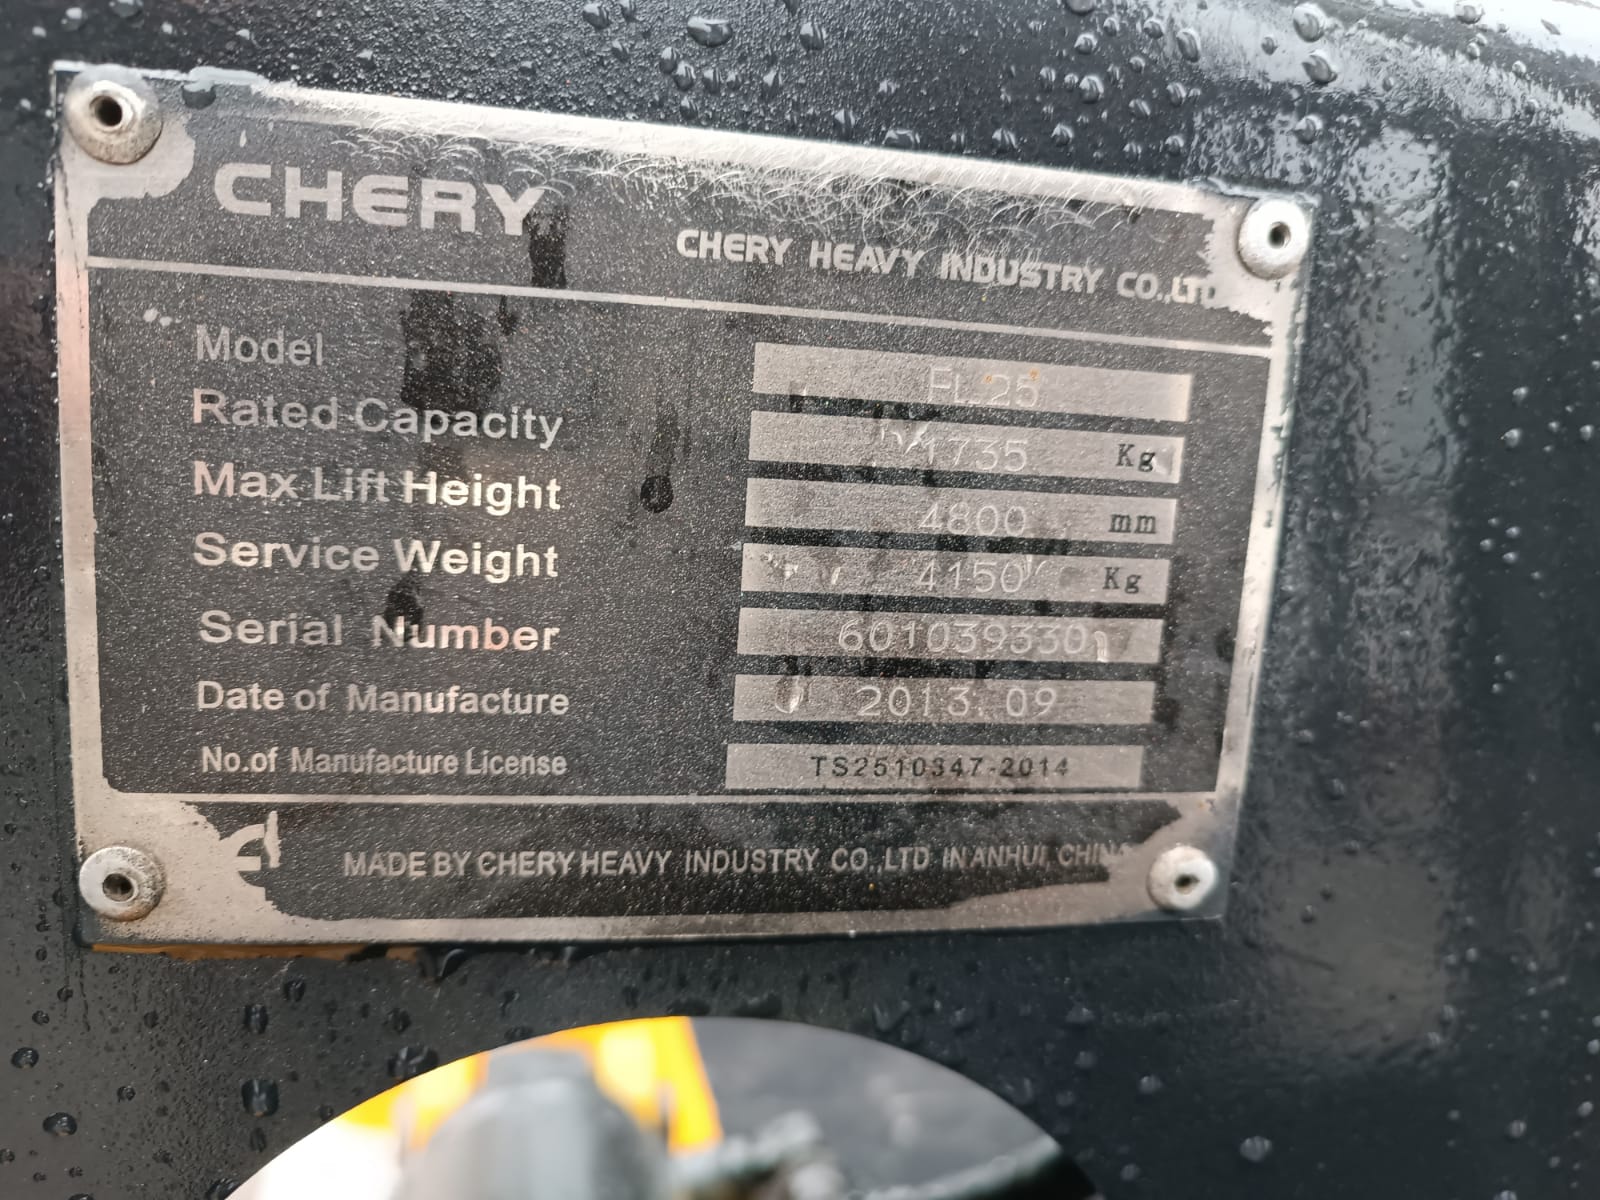 CHERY
CHERY HEAVY INDUSTRY CO.,LTD
Model FL 25
Rated Capacity 1735 Kg
Max Lift Height 4800 mm
Service Weight 4150 Kg
Serial Number 601039330
Date of Manufacture 2013.09
No.of Manufacture License TS2510347-2014
MADE BY CHERY HEAVY INDUSTRY CO.,LTD IN ANHUI, CHINA